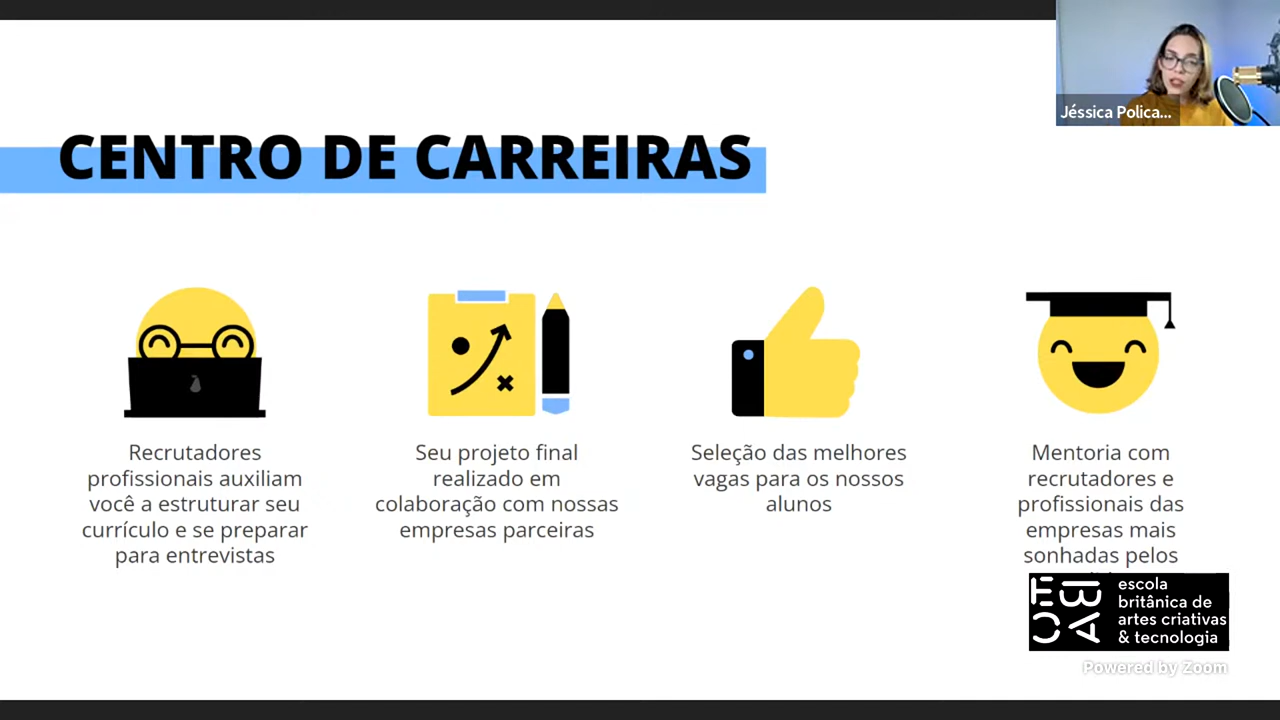 Jéssica Polica...
CENTRO DE CARREIRAS
Recrutadores
profissionais auxiliam
você a estruturar seu
currículo e se preparar
para entrevistas
Seu projeto final
realizado em
colaboração com nossas
empresas parceiras
Seleção das melhores
vagas para os nossos
alunos
Mentoria com
recrutadores e
profissionais das
empresas mais
sonhadas pelos
escola
britânica de
artes criativas
& tecnologia
Powered by Zoom